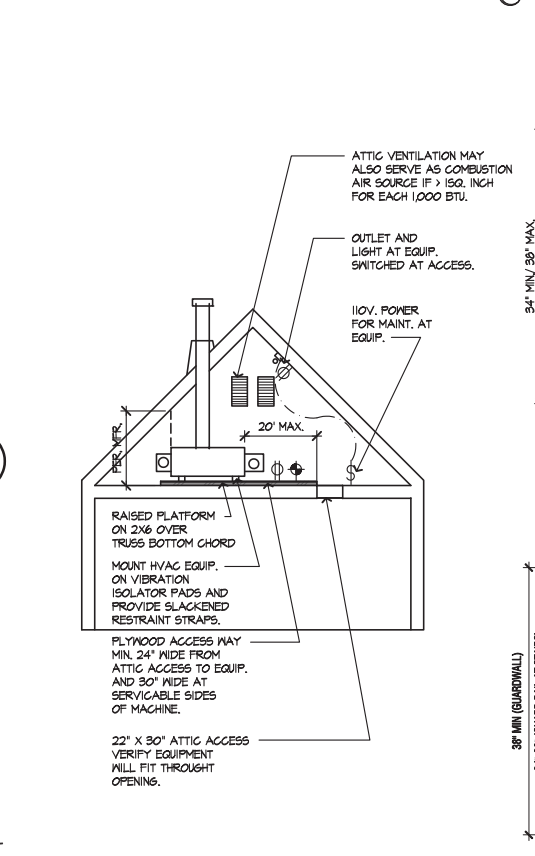 ATTIC VENTILATION MAY
ALSO SERVE AS COMBUSTION
AIR SOURCE IF > 1SQ. INCH
FOR EACH 1,000 BTU.
OUTLET AND
LIGHT AT EQUIP.
SWITCHED AT ACCESS.
110V. POWER
FOR MAINT. AT
EQUIP.
34" MIN./ 38" MAX.
20' MAX.
PER. MFR.
RAISED PLATFORM
ON 2X6 OVER
TRUSS BOTTOM CHORD
MOUNT HVAC EQUIP.
ON VIBRATION
ISOLATOR PADS AND
PROVIDE SLACKENED
RESTRAINT STRAPS.
PLYWOOD ACCESS WAY
MIN. 24" WIDE FROM
ATTIC ACCESS TO EQUIP.
AND 30" WIDE AT
SERVICABLE SIDES
OF MACHINE.
22" X 30" ATTIC ACCESS
VERIFY EQUIPMENT
WILL FIT THROUGHT
OPENING.
38" MIN (GUARDWALL)